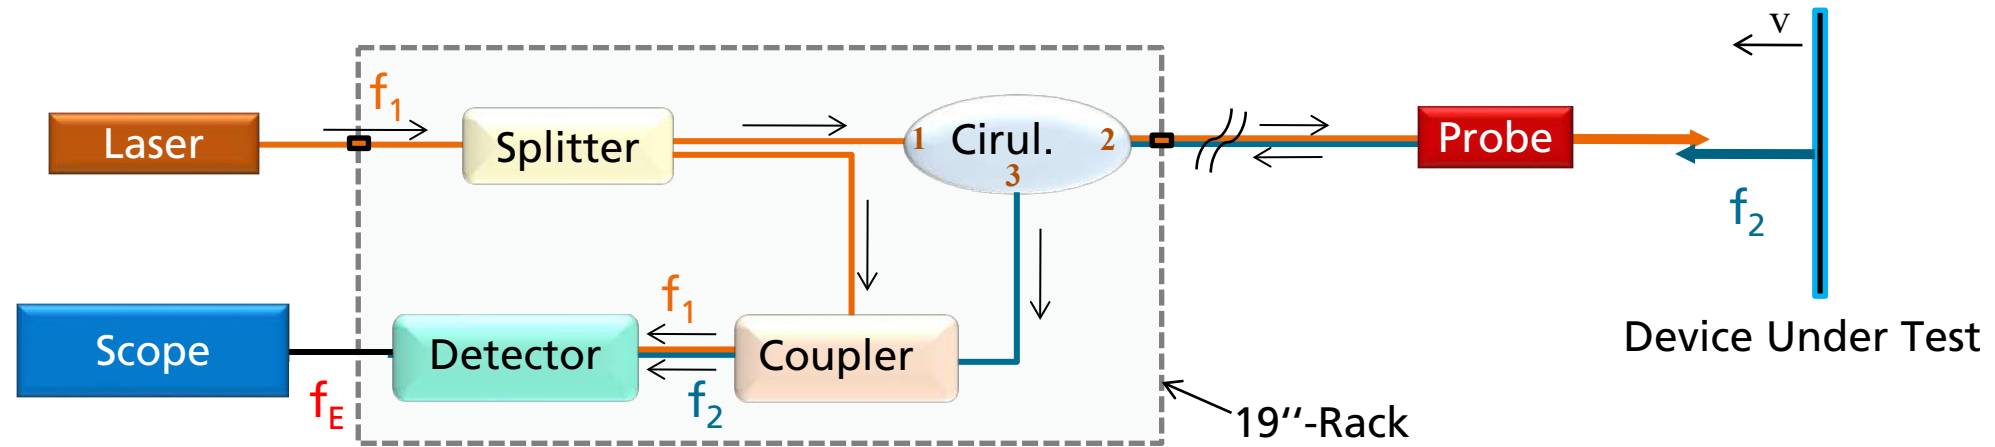 v
f₁
Laser
Splitter
1 Cirul. 2
3
Probe
f₂
f₁
Scope
Detector
Coupler
Device Under Test
f_E
f₂
19‘‘-Rack